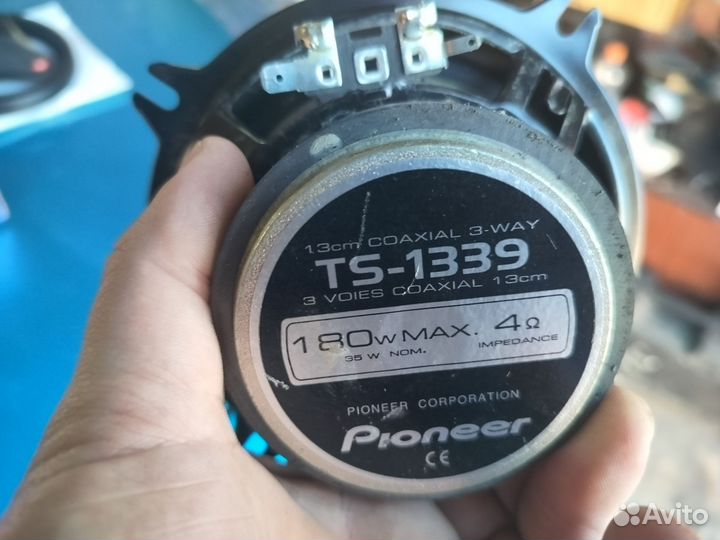 13cm COAXIAL 3-WAY
TS-1339
3 VOIES COAXIAL 13cm
180W MAX. 4Ω
35 W NOM. IMPEDANCE
PIONEER CORPORATION
Pioneer
CE
Avito